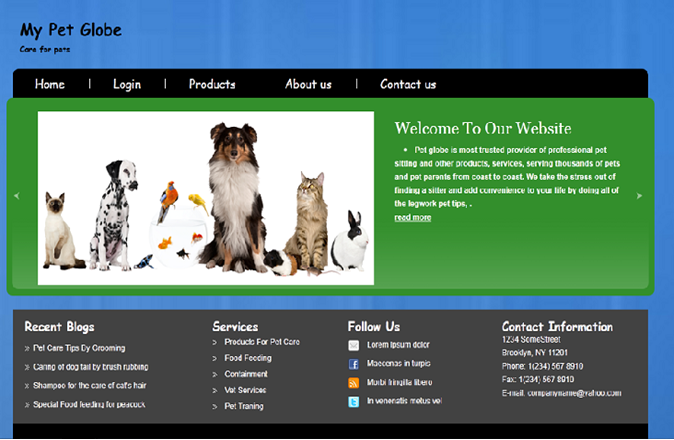 My Pet Globe
Care for pets
Home | Login | Products About us | Contact us
Welcome To Our Website
Pet globe is most trusted provider of professional pet
sitting and other products, services, serving thousands of pets
and pet parents from coast to coast. We take the stress out of
finding a sitter and add convenience to your life by doing all of
the legwork pet tips, .
read more
Recent Blogs
» Pet Care Tips By Grooming
» Caring of dog tail by brush rubbing
» Shampoo for the care of cat's hair
» Special Food feeding for peacock
Services
> Products For Pet Care
> Food Feeding
> Containment
> Vet Services
> Pet Traning
Follow Us
Lorem ipsum dolor
Maecenas in turpis
Morbi fringilla libero
In venenatis metus vel
Contact Information
1234 SomeStreet
Brooklyn, NY 11201
Phone: 1(234) 567 8910
Fax: 1(234) 567 8910
E-mail: companyname@yahoo.com